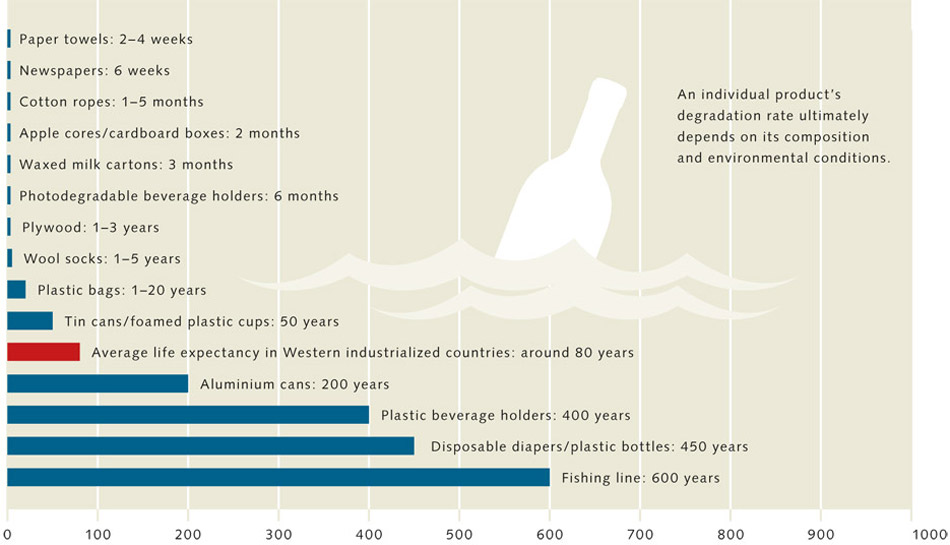 Paper towels: 2–4 weeks
Newspapers: 6 weeks
Cotton ropes: 1–5 months
Apple cores/cardboard boxes: 2 months
Waxed milk cartons: 3 months
Photodegradable beverage holders: 6 months
Plywood: 1–3 years
Wool socks: 1–5 years
Plastic bags: 1–20 years
Tin cans/foamed plastic cups: 50 years
Average life expectancy in Western industrialized countries: around 80 years
Aluminium cans: 200 years
Plastic beverage holders: 400 years
Disposable diapers/plastic bottles: 450 years
Fishing line: 600 years
An individual product's
degradation rate ultimately
depends on its composition
and environmental conditions.
0 100 200 300 400 500 600 700 800 900 1000